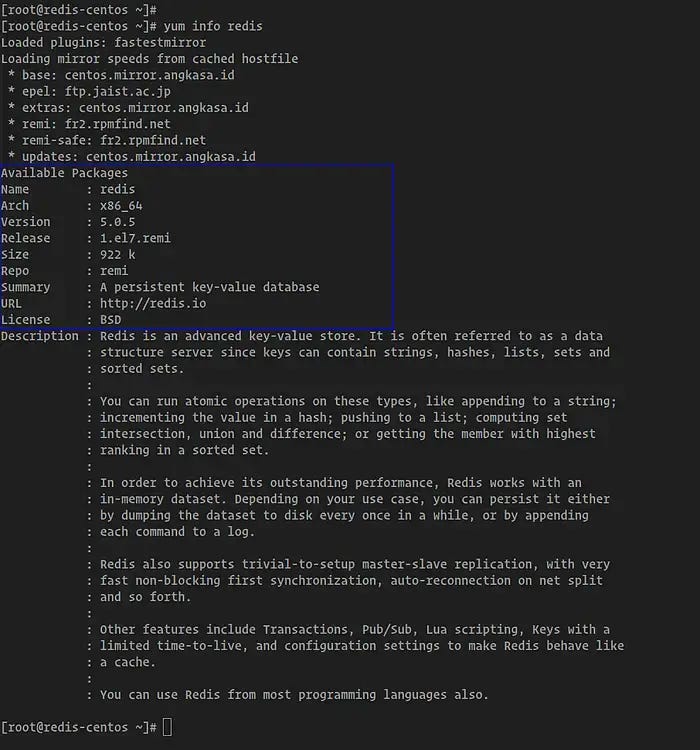 [root@redis-centos ~]#
[root@redis-centos ~]# yum info redis
Loaded plugins: fastestmirror
Loading mirror speeds from cached hostfile
 * base: centos.mirror.angkasa.id
 * epel: ftp.jaist.ac.jp
 * extras: centos.mirror.angkasa.id
 * remi: fr2.rpmfind.net
 * remi-safe: fr2.rpmfind.net
 * updates: centos.mirror.angkasa.id
Available Packages
Name        : redis
Arch        : x86_64
Version     : 5.0.5
Release     : 1.el7.remi
Size        : 922 k
Repo        : remi
Summary     : A persistent key-value database
URL         : http://redis.io
License     : BSD
Description : Redis is an advanced key-value store. It is often referred to as a data
            : structure server since keys can contain strings, hashes, lists, sets and
            : sorted sets.
            :
            : You can run atomic operations on these types, like appending to a string;
            : incrementing the value in a hash; pushing to a list; computing set
            : intersection, union and difference; or getting the member with highest
            : ranking in a sorted set.
            :
            : In order to achieve its outstanding performance, Redis works with an
            : in-memory dataset. Depending on your use case, you can persist it either
            : by dumping the dataset to disk every once in a while, or by appending
            : each command to a log.
            :
            : Redis also supports trivial-to-setup master-slave replication, with very
            : fast non-blocking first synchronization, auto-reconnection on net split
            : and so forth.
            :
            : Other features include Transactions, Pub/Sub, Lua scripting, Keys with a
            : limited time-to-live, and configuration settings to make Redis behave like
            : a cache.
            :
            : You can use Redis from most programming languages also.
[root@redis-centos ~]#